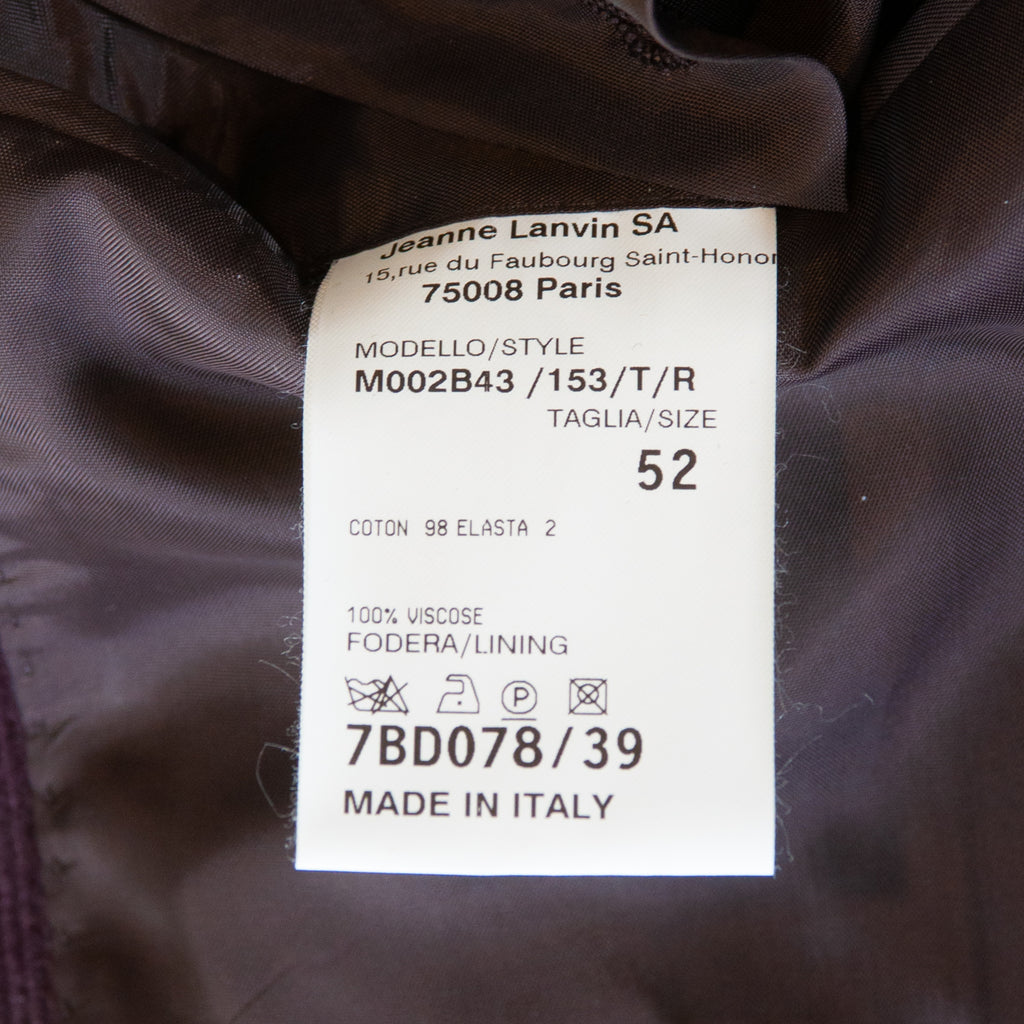 Jeanne Lanvin SA
15,rue du Faubourg Saint-Honor
75008 Paris
MODELLO/STYLE
M002B43 /153/T/R
TAGLIA/SIZE
52
COTON 98 ELASTA 2
100% VISCOSE
FODERA/LINING
P
7BD078/39
MADE IN ITALY